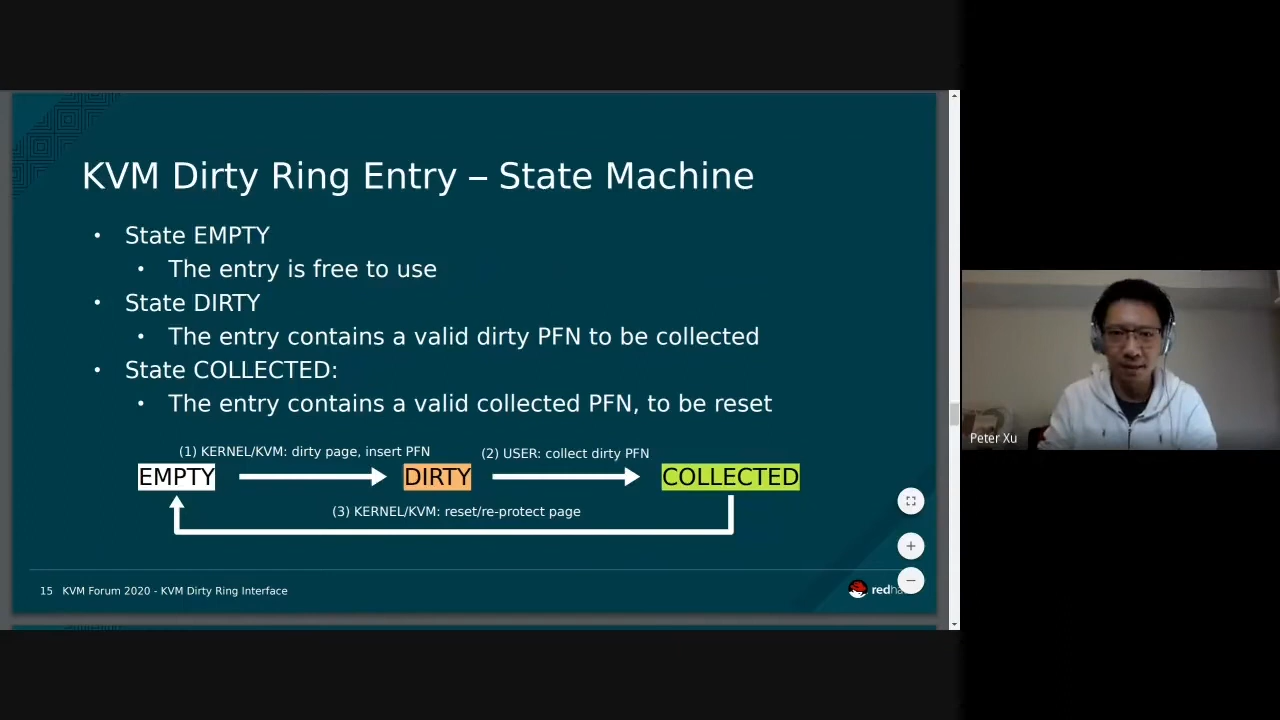 KVM Dirty Ring Entry – State Machine
• State EMPTY
• The entry is free to use
• State DIRTY
• The entry contains a valid dirty PFN to be collected
• State COLLECTED:
• The entry contains a valid collected PFN, to be reset
(1) KERNEL/KVM: dirty page, insert PFN
(2) USER: collect dirty PFN
EMPTY
DIRTY
COLLECTED
(3) KERNEL/KVM: reset/re-protect page
15 KVM Forum 2020 - KVM Dirty Ring Interface
Peter Xu